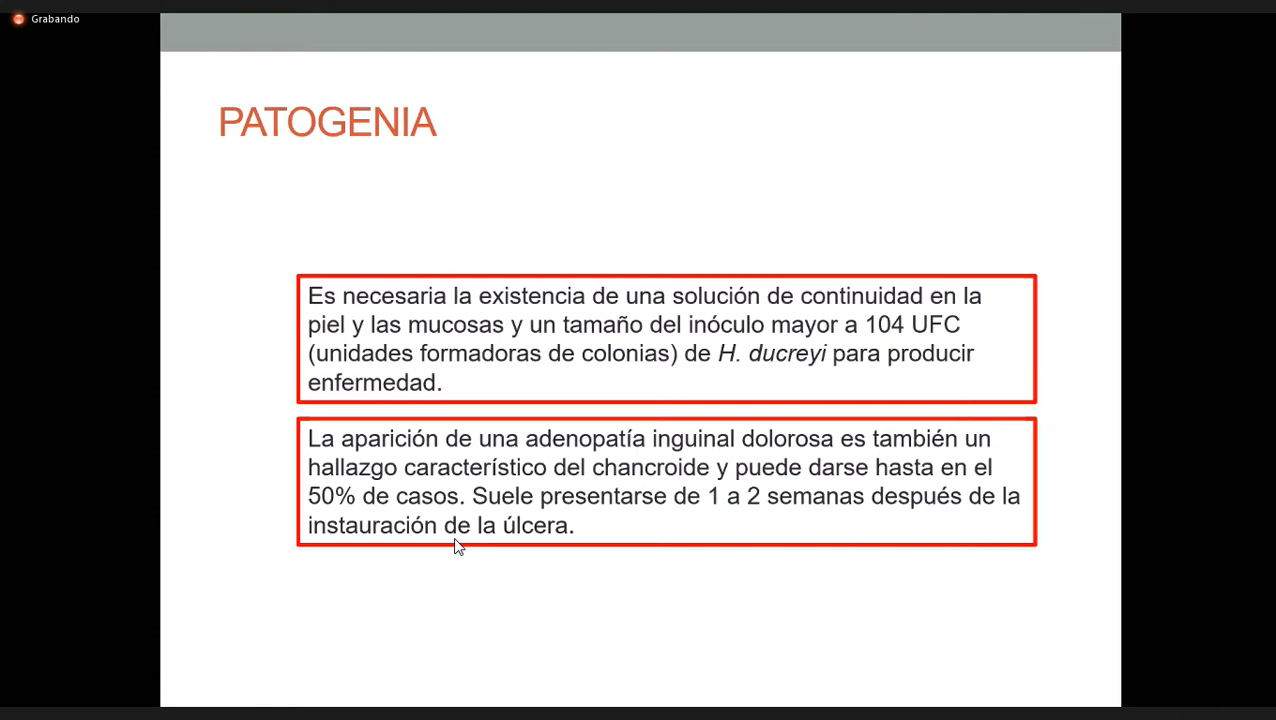 Grabando
PATOGENIA
Es necesaria la existencia de una solución de continuidad en la
piel y las mucosas y un tamaño del inóculo mayor a 104 UFC
(unidades formadoras de colonias) de H. ducreyi para producir
enfermedad.
La aparición de una adenopatía inguinal dolorosa es también un
hallazgo característico del chancroide y puede darse hasta en el
50% de casos. Suele presentarse de 1 a 2 semanas después de la
instauración de la úlcera.